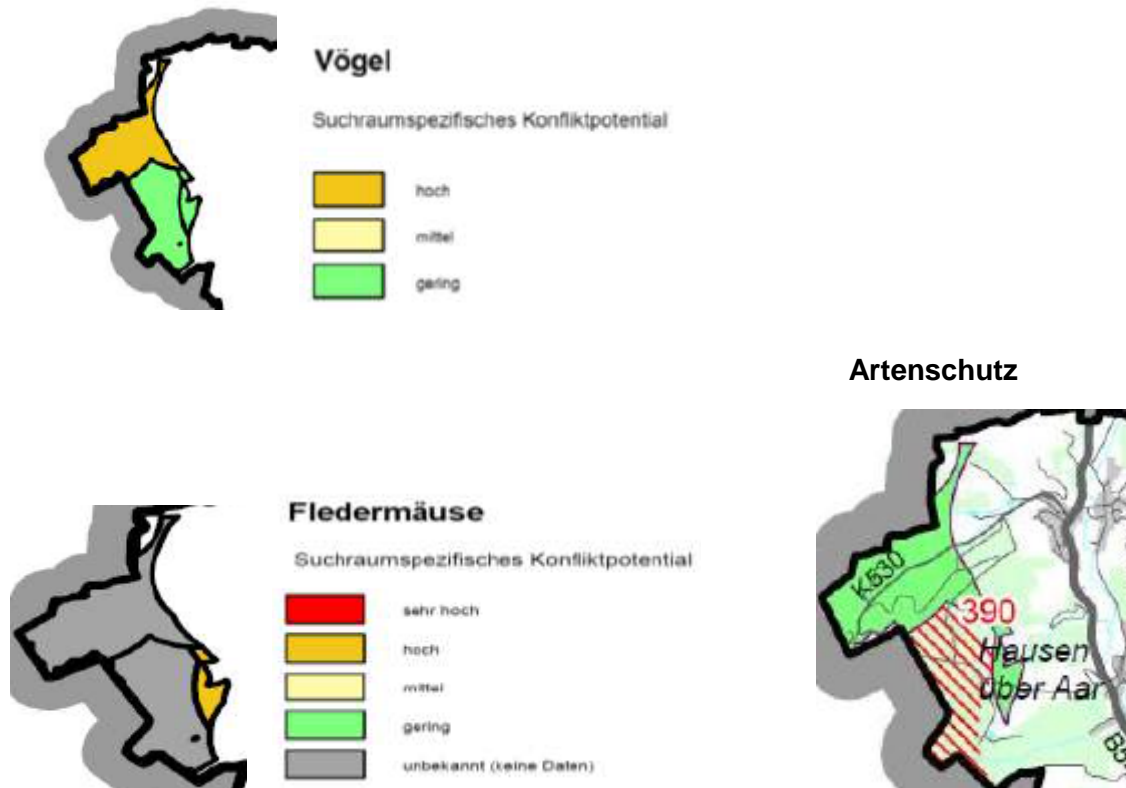 Vögel
Suchraumspezifisches Konfliktpotential
hoch
mittel
gering
Artenschutz
Fledermäuse
Suchraumspezifisches Konfliktpotential
sehr hoch
hoch
mittel
gering
unbekannt (keine Daten)
K530
390
Hausen
über Aar